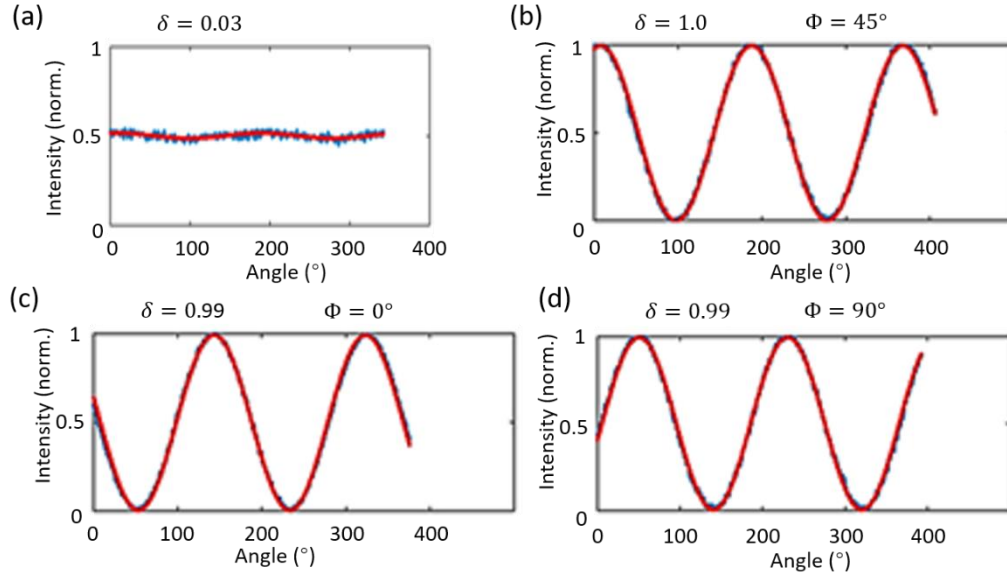 (a)
δ = 0.03
Intensity (norm.)
1
0.5
0
0 100 200 300 400
Angle (°)
(b)
δ = 1.0 Φ = 45°
Intensity (norm.)
1
0.5
0
0 100 200 300 400
Angle (°)
(c)
δ = 0.99 Φ = 0°
Intensity (norm.)
1
0.5
0
0 100 200 300 400
Angle (°)
(d)
δ = 0.99 Φ = 90°
Intensity (norm.)
1
0.5
0
0 100 200 300 400
Angle (°)